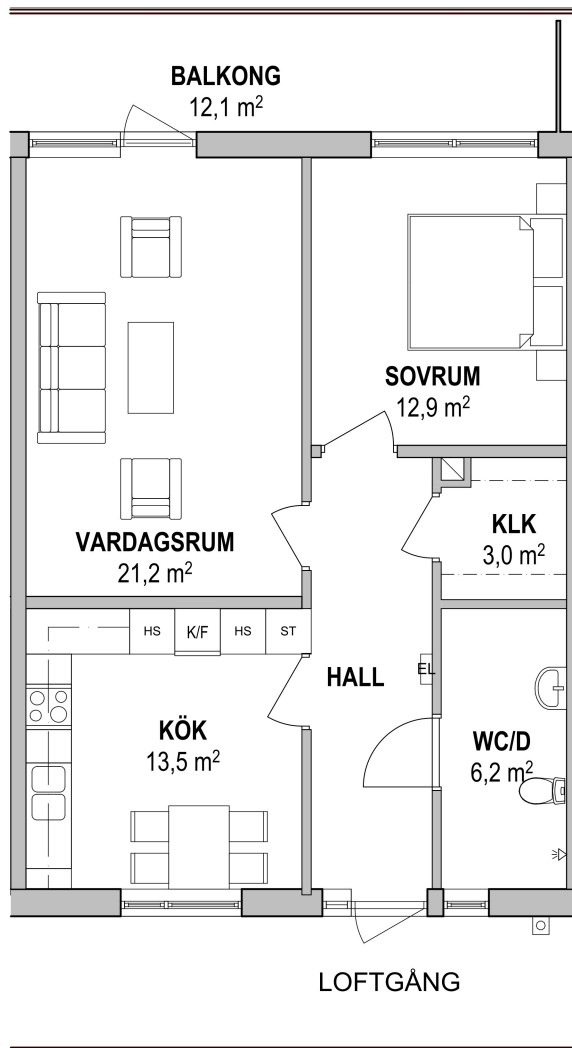 BALKONG
12,1 m²
SOVRUM
12,9 m²
VARDAGSRUM
21,2 m²
KLK
3,0 m²
HS
K/F
HS
ST
HALL
EL
KÖK
13,5 m²
WC/D
6,2 m²
LOFTGÅNG